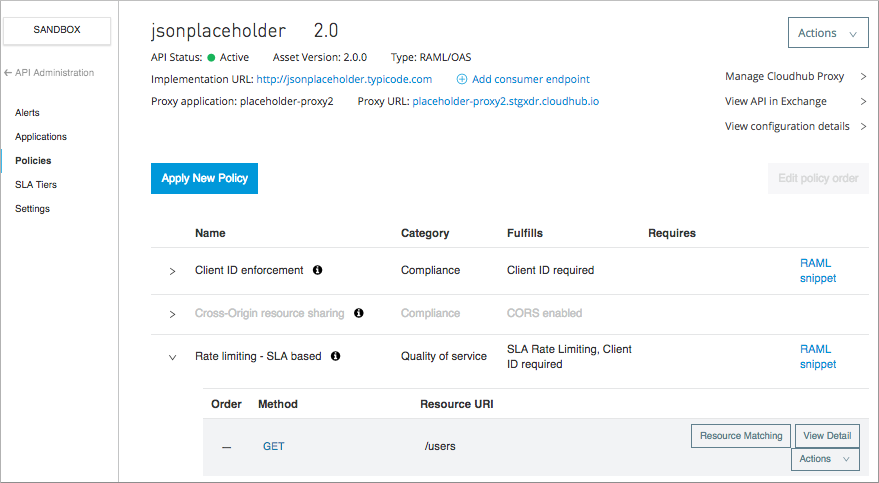 SANDBOX
API Administration
Alerts
Applications
Policies
SLA Tiers
Settings
jsonplaceholder 2.0
Actions
API Status: Active Asset Version: 2.0.0 Type: RAML/OAS
Implementation URL: http://jsonplaceholder.typicode.com Add consumer endpoint
Proxy application: placeholder-proxy2 Proxy URL: placeholder-proxy2.stgxdr.cloudhub.io
Manage Cloudhub Proxy
View API in Exchange
View configuration details
Apply New Policy
Edit policy order
Name Category Fulfills Requires
Client ID enforcement Compliance Client ID required RAML
snippet
Cross-Origin resource sharing Compliance CORS enabled
Rate limiting - SLA based Quality of service SLA Rate Limiting, Client RAML
ID required snippet
Order Method Resource URI
— GET /users Resource Matching View Detail
Actions